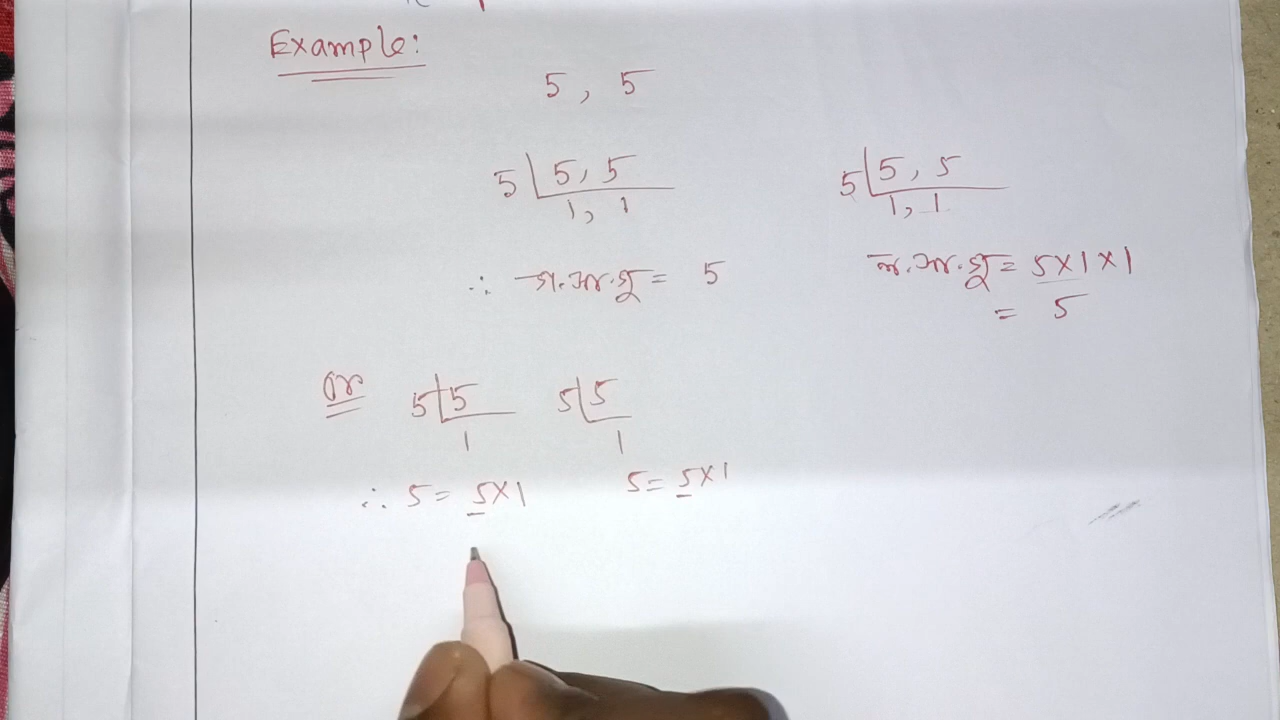 Example:
5, 5
5 5, 5
1, 1
∴ গ.সা.গু = 5
5 5, 5
1, 1
ল.সা.গু = 5×1×1
= 5
Or
5 5
1
5 5
1
∴ 5 = 5×1
5 = 5×1